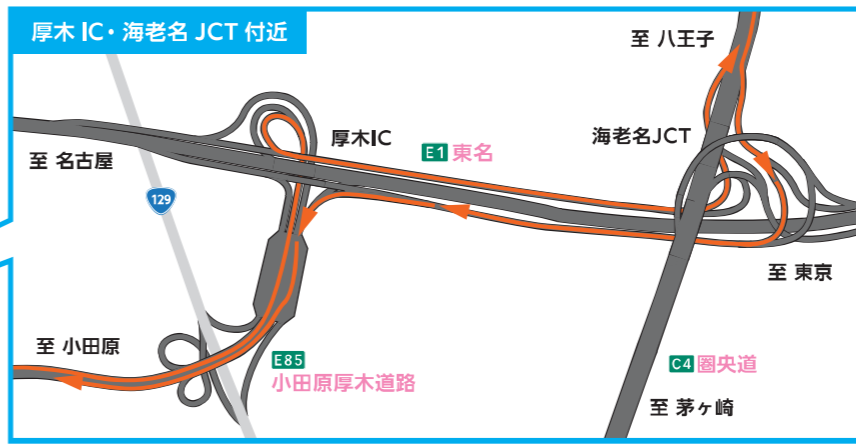 厚木 IC・海老名 JCT 付近
至 八王子
厚木IC
海老名JCT
E1 東名
至 名古屋
129
至 東京
至 小田原
E85
小田原厚木道路
C4 圏央道
至 茅ヶ崎